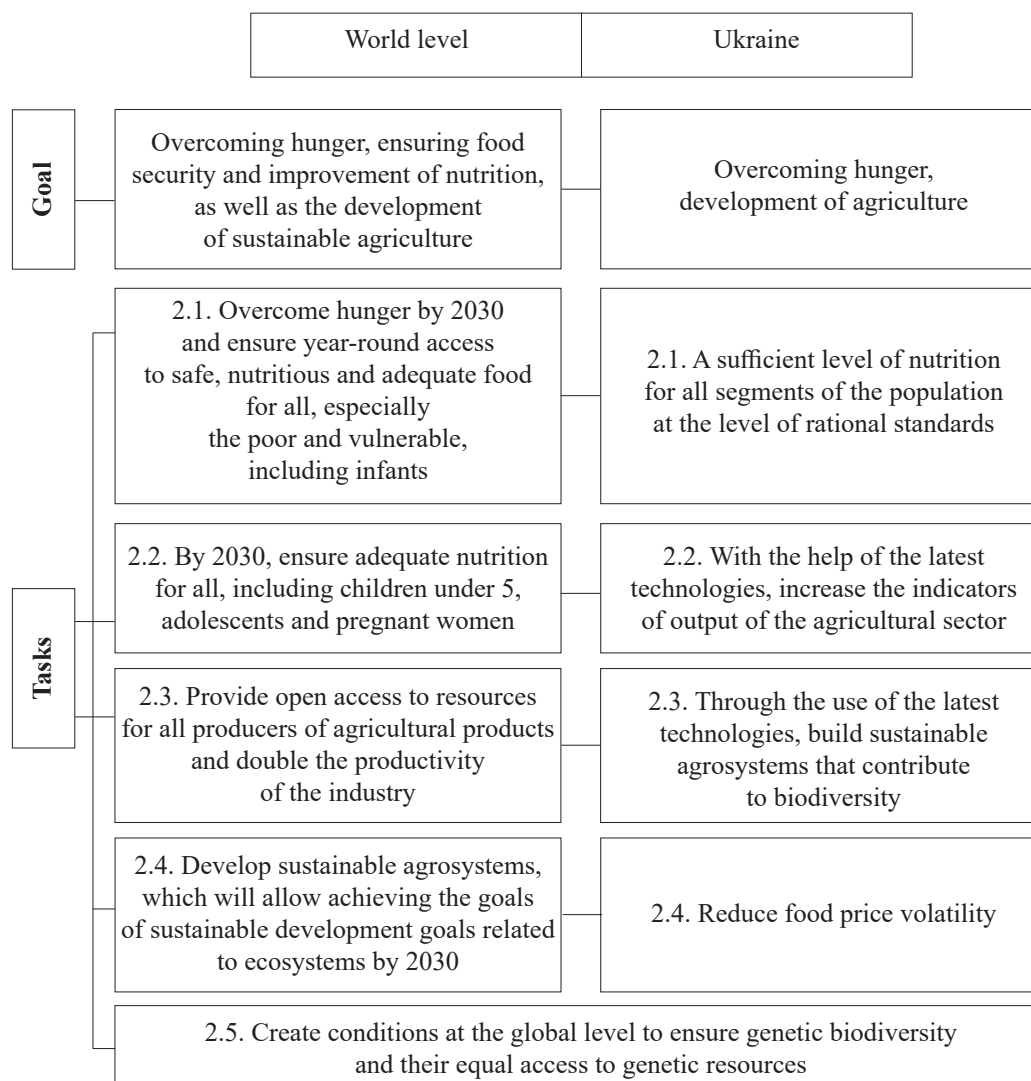 World level
Ukraine
Goal
Overcoming hunger, ensuring food
security and improvement of nutrition,
as well as the development
of sustainable agriculture
Overcoming hunger,
development of agriculture
Tasks
2.1. Overcome hunger by 2030
and ensure year-round access
to safe, nutritious and adequate food
for all, especially
the poor and vulnerable,
including infants
2.1. A sufficient level of nutrition
for all segments of the population
at the level of rational standards
2.2. By 2030, ensure adequate nutrition
for all, including children under 5,
adolescents and pregnant women
2.2. With the help of the latest
technologies, increase the indicators
of output of the agricultural sector
2.3. Provide open access to resources
for all producers of agricultural products
and double the productivity
of the industry
2.3. Through the use of the latest
technologies, build sustainable
agrosystems that contribute
to biodiversity
2.4. Develop sustainable agrosystems,
which will allow achieving the goals
of sustainable development goals related
to ecosystems by 2030
2.4. Reduce food price volatility
2.5. Create conditions at the global level to ensure genetic biodiversity
and their equal access to genetic resources